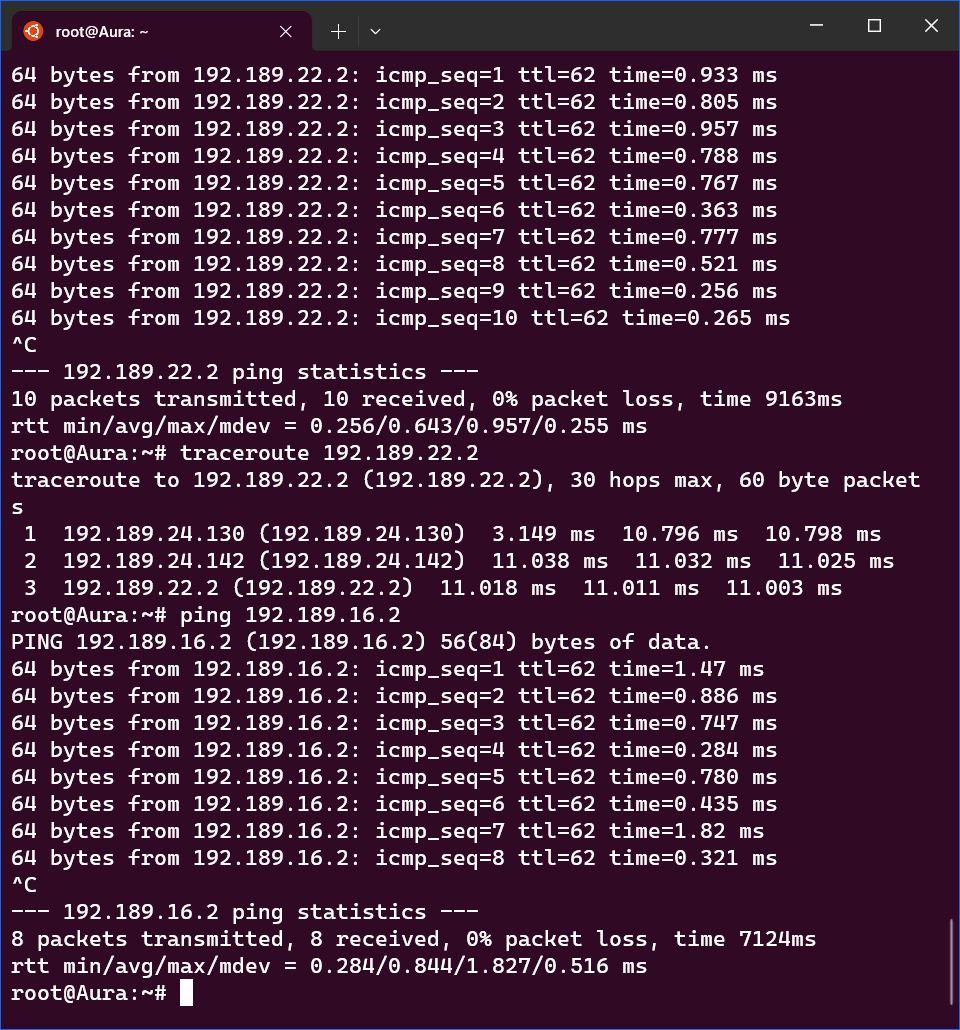 root@Aura: ~
64 bytes from 192.189.22.2: icmp_seq=1 ttl=62 time=0.933 ms
64 bytes from 192.189.22.2: icmp_seq=2 ttl=62 time=0.805 ms
64 bytes from 192.189.22.2: icmp_seq=3 ttl=62 time=0.957 ms
64 bytes from 192.189.22.2: icmp_seq=4 ttl=62 time=0.788 ms
64 bytes from 192.189.22.2: icmp_seq=5 ttl=62 time=0.767 ms
64 bytes from 192.189.22.2: icmp_seq=6 ttl=62 time=0.363 ms
64 bytes from 192.189.22.2: icmp_seq=7 ttl=62 time=0.777 ms
64 bytes from 192.189.22.2: icmp_seq=8 ttl=62 time=0.521 ms
64 bytes from 192.189.22.2: icmp_seq=9 ttl=62 time=0.256 ms
64 bytes from 192.189.22.2: icmp_seq=10 ttl=62 time=0.265 ms
^C
--- 192.189.22.2 ping statistics ---
10 packets transmitted, 10 received, 0% packet loss, time 9163ms
rtt min/avg/max/mdev = 0.256/0.643/0.957/0.255 ms
root@Aura:~# traceroute 192.189.22.2
traceroute to 192.189.22.2 (192.189.22.2), 30 hops max, 60 byte packet
s
 1  192.189.24.130 (192.189.24.130)  3.149 ms  10.796 ms  10.798 ms
 2  192.189.24.142 (192.189.24.142)  11.038 ms  11.032 ms  11.025 ms
 3  192.189.22.2 (192.189.22.2)  11.018 ms  11.011 ms  11.003 ms
root@Aura:~# ping 192.189.16.2
PING 192.189.16.2 (192.189.16.2) 56(84) bytes of data.
64 bytes from 192.189.16.2: icmp_seq=1 ttl=62 time=1.47 ms
64 bytes from 192.189.16.2: icmp_seq=2 ttl=62 time=0.886 ms
64 bytes from 192.189.16.2: icmp_seq=3 ttl=62 time=0.747 ms
64 bytes from 192.189.16.2: icmp_seq=4 ttl=62 time=0.284 ms
64 bytes from 192.189.16.2: icmp_seq=5 ttl=62 time=0.780 ms
64 bytes from 192.189.16.2: icmp_seq=6 ttl=62 time=0.435 ms
64 bytes from 192.189.16.2: icmp_seq=7 ttl=62 time=1.82 ms
64 bytes from 192.189.16.2: icmp_seq=8 ttl=62 time=0.321 ms
^C
--- 192.189.16.2 ping statistics ---
8 packets transmitted, 8 received, 0% packet loss, time 7124ms
rtt min/avg/max/mdev = 0.284/0.844/1.827/0.516 ms
root@Aura:~#